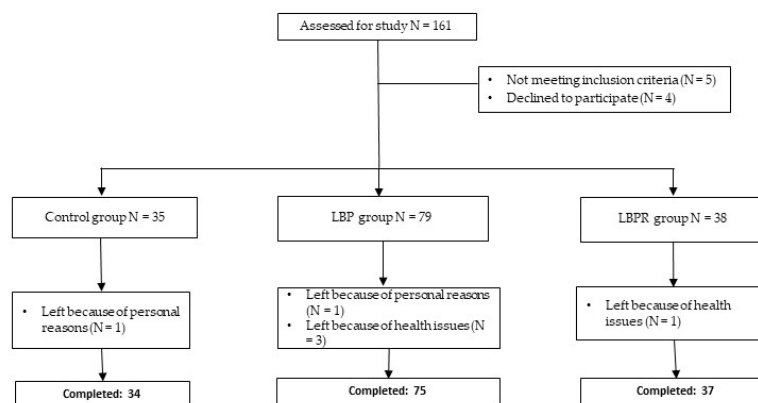 Assessed for study N = 161
• Not meeting inclusion criteria (N = 5)
• Declined to participate (N = 4)
Control group N = 35
LBP group N = 79
LBPR group N = 38
• Left because of personal
reasons (N = 1)
• Left because of personal reasons
(N = 1)
• Left because of health issues (N
= 3)
• Left because of health
issues (N = 1)
Completed: 34
Completed: 75
Completed: 37